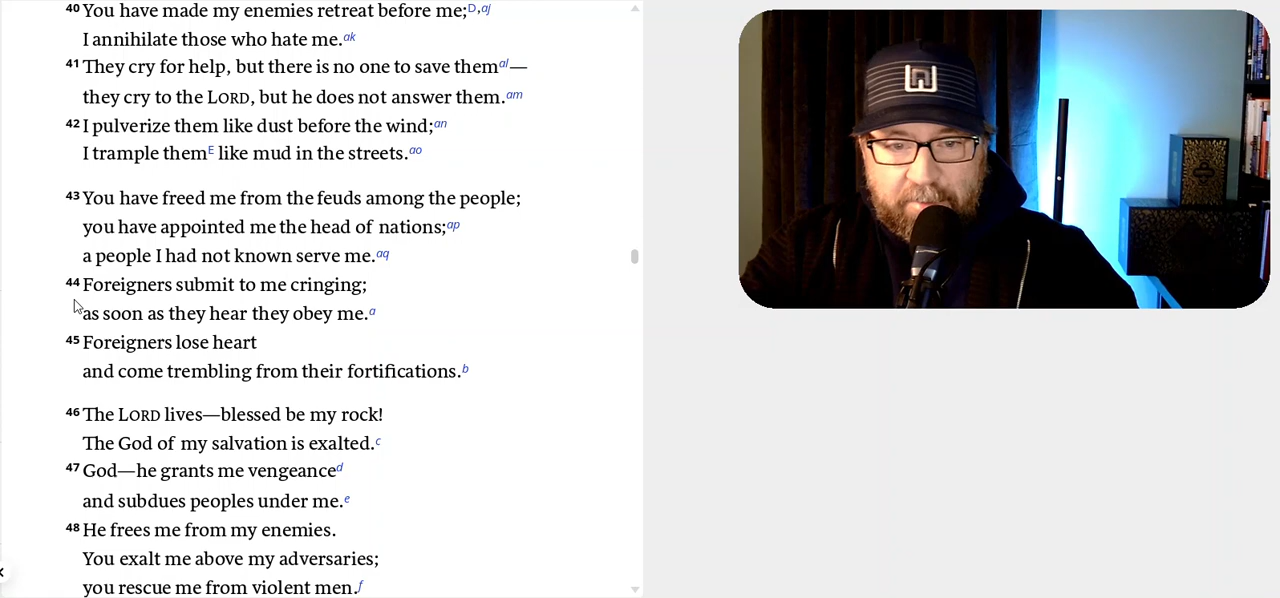 40 You have made my enemies retreat before me;D,aj
I annihilate those who hate me.ak
41 They cry for help, but there is no one to save themal—
they cry to the LORD, but he does not answer them.am
42 I pulverize them like dust before the wind;an
I trample themE like mud in the streets.ao
43 You have freed me from the feuds among the people;
you have appointed me the head of nations;ap
a people I had not known serve me.aq
44 Foreigners submit to me cringing;
as soon as they hear they obey me.a
45 Foreigners lose heart
and come trembling from their fortifications.b
46 The LORD lives—blessed be my rock!
The God of my salvation is exalted.c
47 God—he grants me vengeanced
and subdues peoples under me.e
48 He frees me from my enemies.
You exalt me above my adversaries;
you rescue me from violent men.f